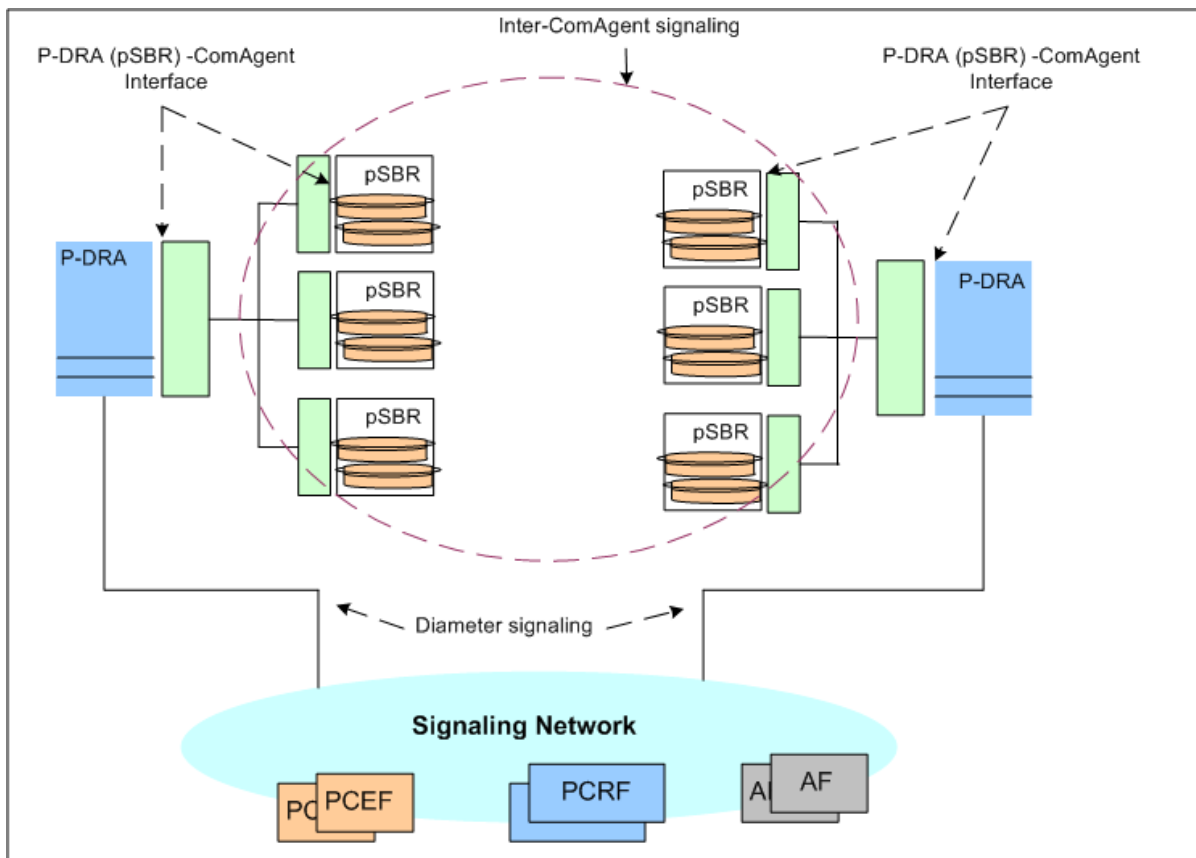 Inter-ComAgent signaling
P-DRA (pSBR) -ComAgent
Interface
P-DRA (pSBR) -ComAgent
Interface
pSBR
pSBR
P-DRA
P-DRA
pSBR
pSBR
pSBR
pSBR
Diameter signaling
Signaling Network
PC
PCEF
PCRF
A
AF